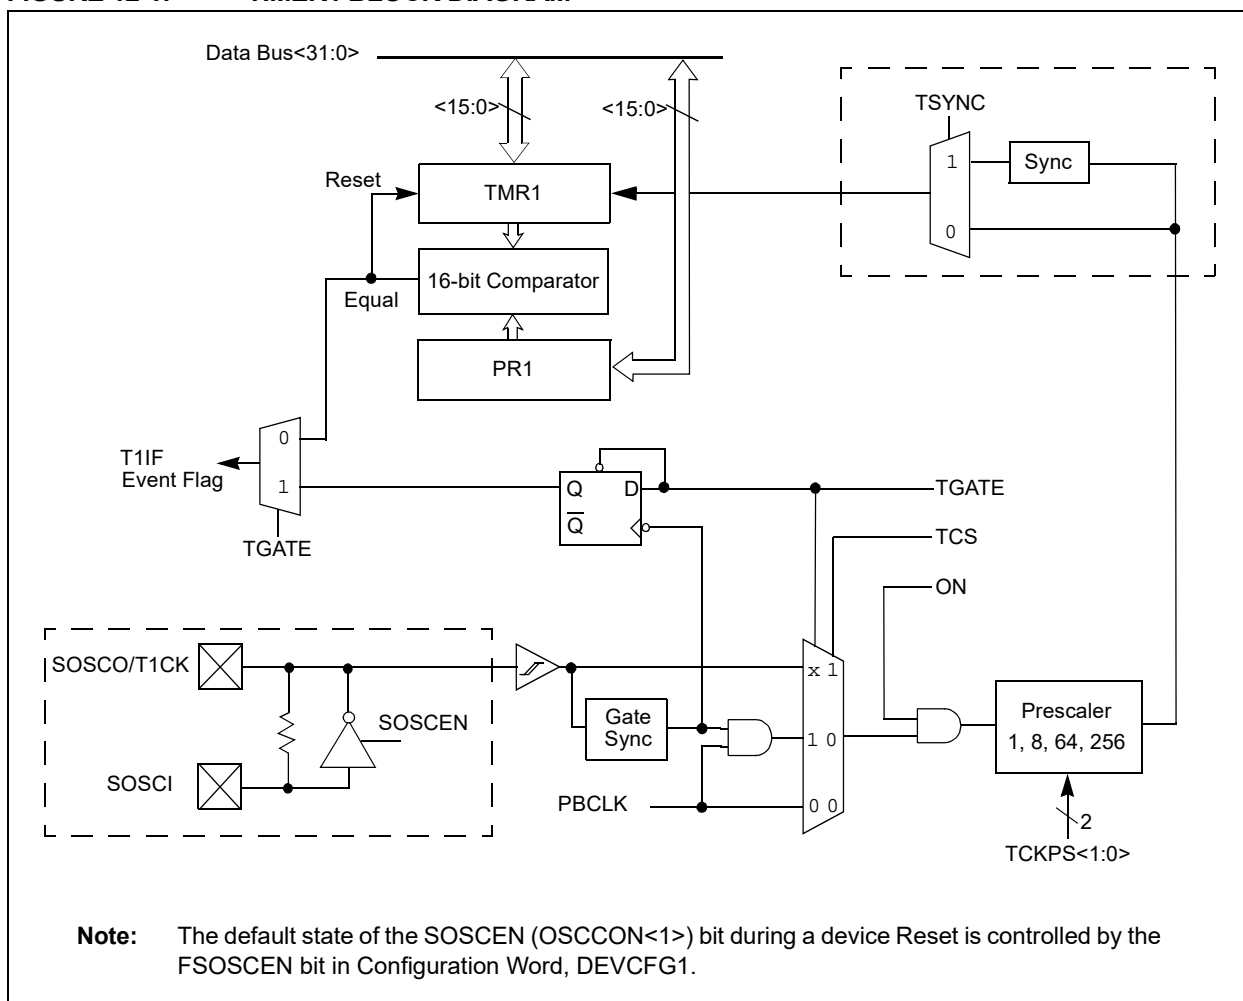 Data Bus<31:0>
<15:0>
<15:0>
TSYNC
1
Sync
0
Reset
TMR1
16-bit Comparator
Equal
PR1
0
1
T1IF
Event Flag
TGATE
Q
D
Q
TGATE
TCS
ON
SOSCO/T1CK
SOSCEN
SOSCI
Gate
Sync
PBCLK
x 1
1 0
0 0
Prescaler
1, 8, 64, 256
2
TCKPS<1:0>
Note: The default state of the SOSCEN (OSCCON<1>) bit during a device Reset is controlled by the
FSOSCEN bit in Configuration Word, DEVCFG1.